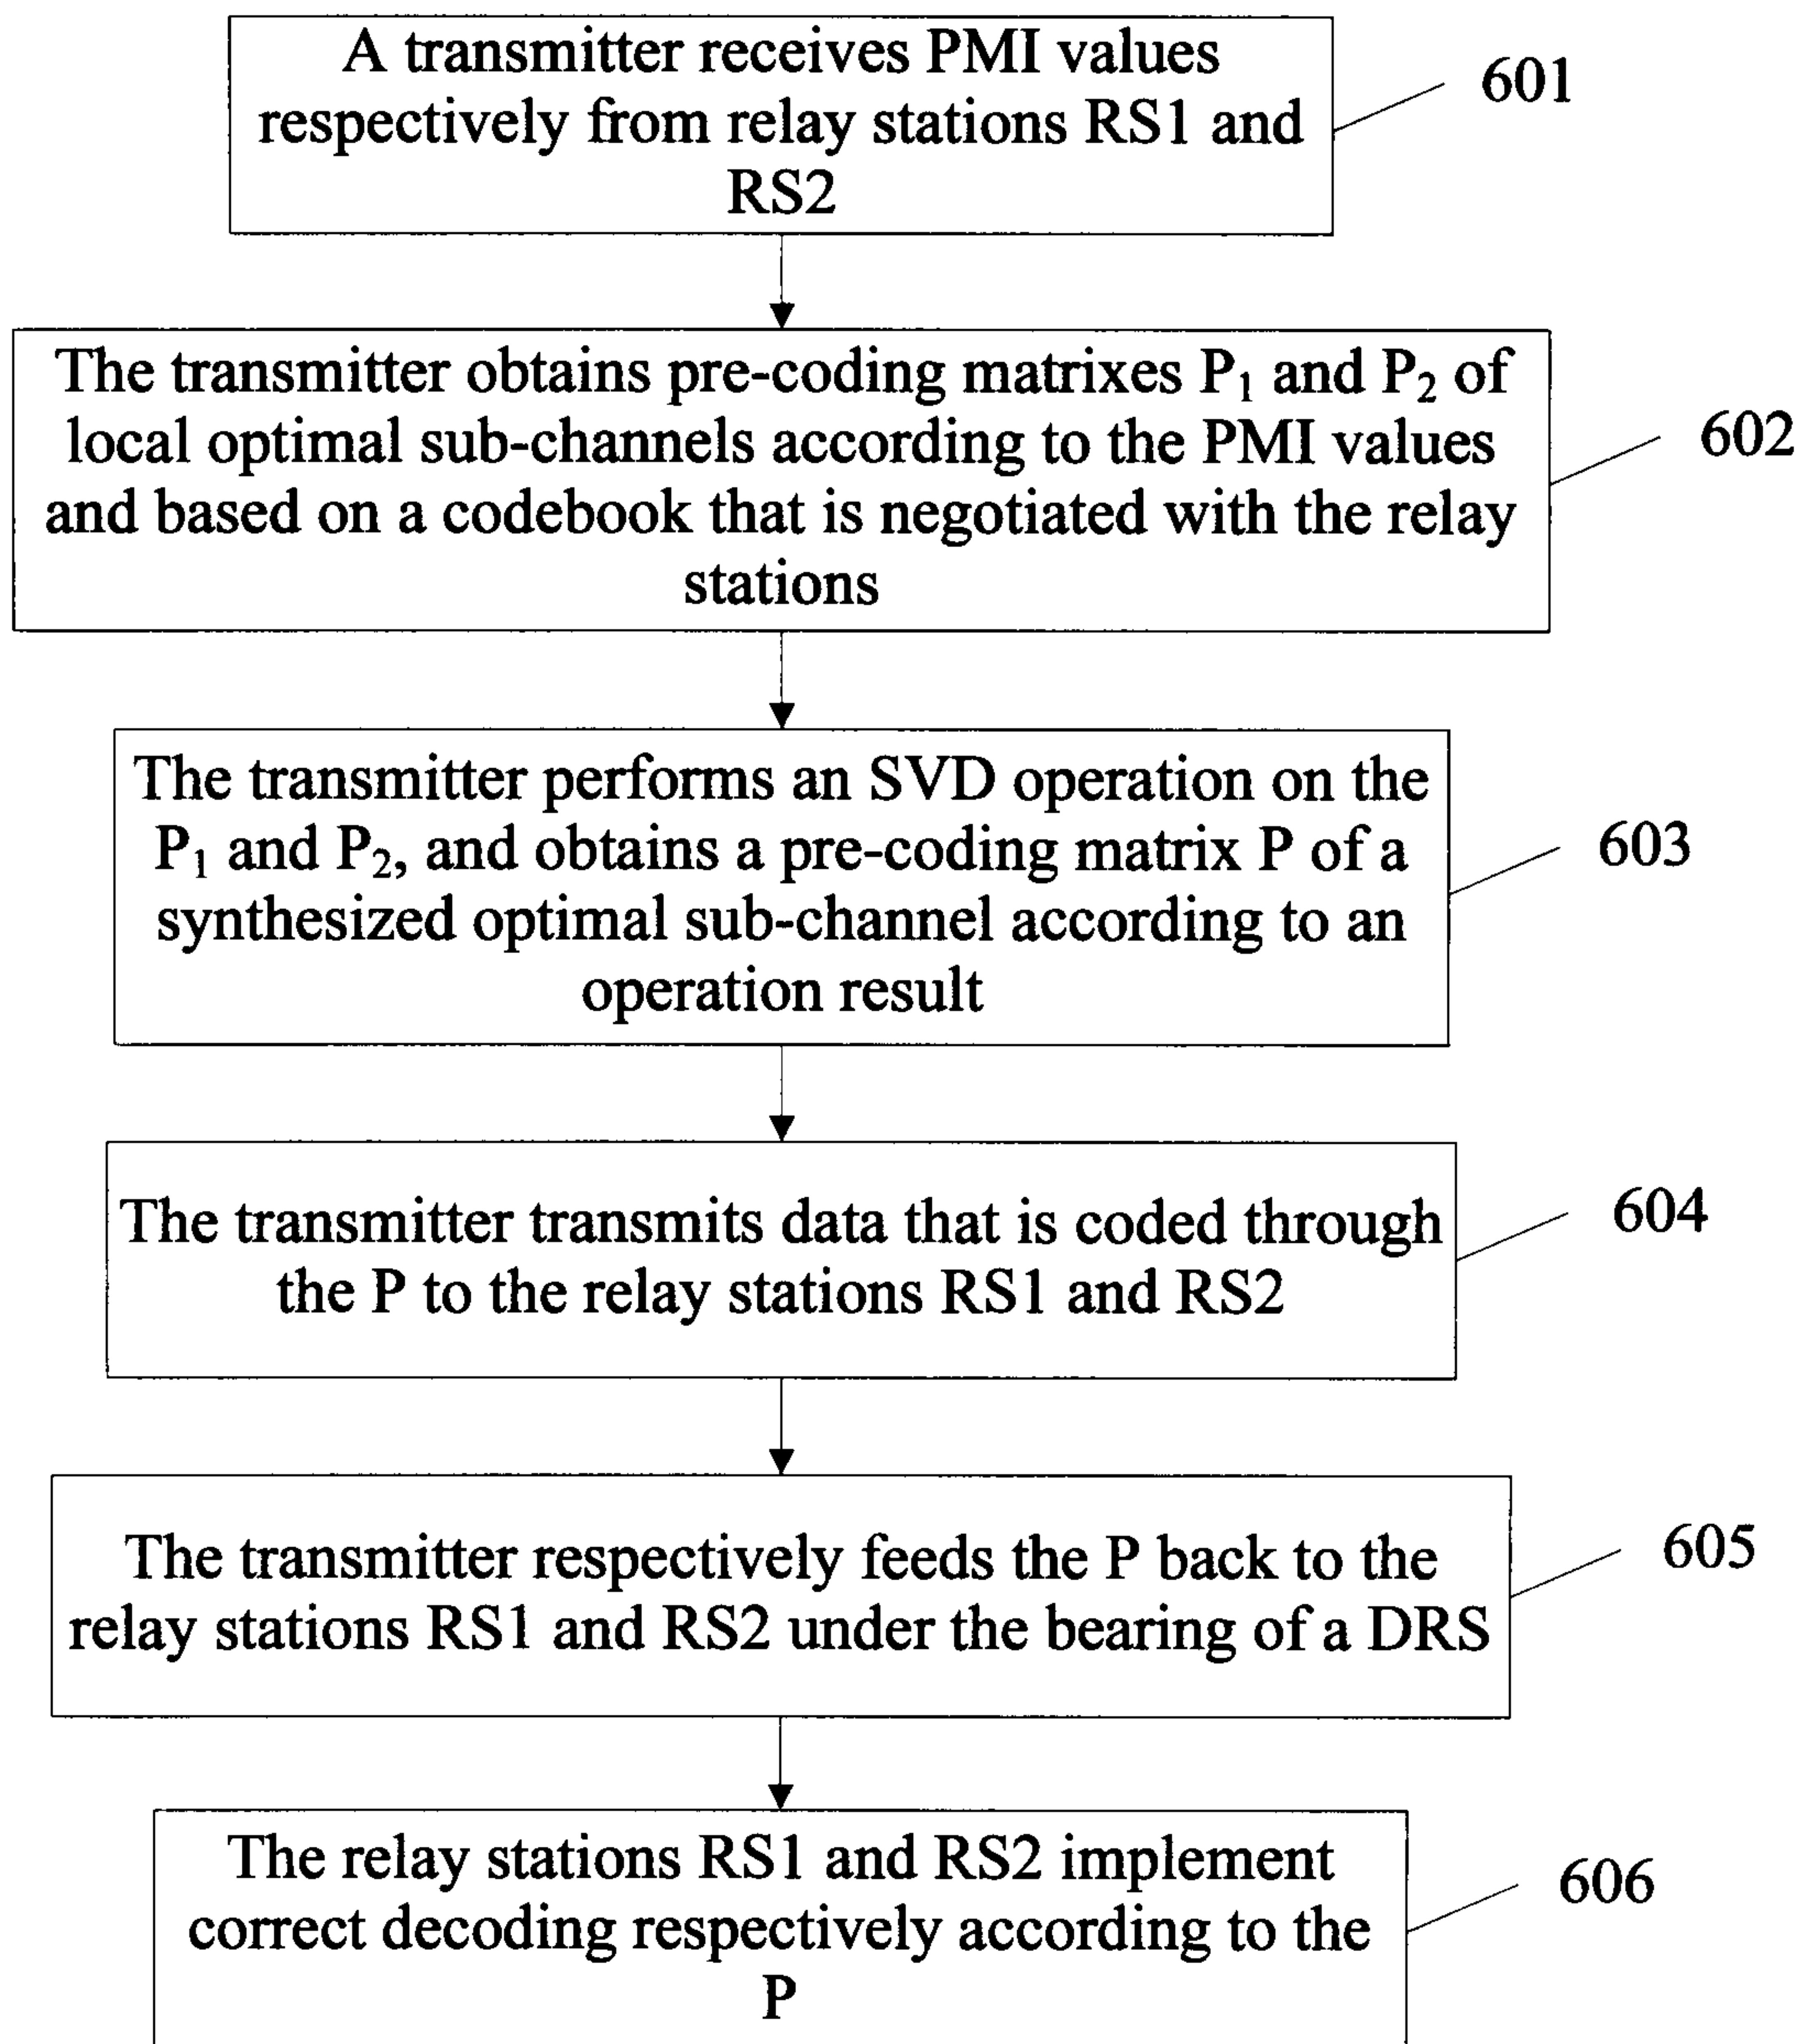 A transmitter receives PMI values
respectively from relay stations RS1 and
RS2
601
The transmitter obtains pre-coding matrixes P₁ and P₂ of
local optimal sub-channels according to the PMI values
and based on a codebook that is negotiated with the relay
stations
602
The transmitter performs an SVD operation on the
P₁ and P₂, and obtains a pre-coding matrix P of a
synthesized optimal sub-channel according to an
operation result
603
The transmitter transmits data that is coded through
the P to the relay stations RS1 and RS2
604
The transmitter respectively feeds the P back to the
relay stations RS1 and RS2 under the bearing of a DRS
605
The relay stations RS1 and RS2 implement
correct decoding respectively according to the
P
606